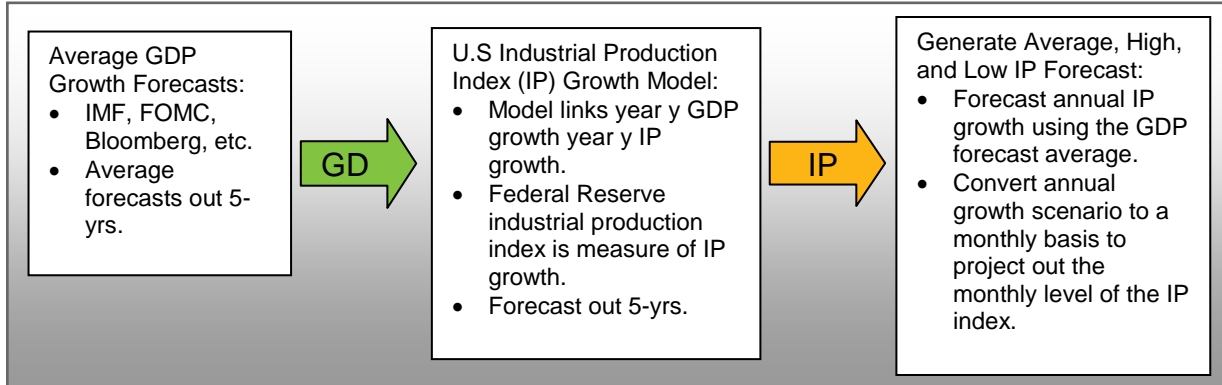 Average GDP
Growth Forecasts:
• IMF, FOMC,
Bloomberg, etc.
• Average
forecasts out 5-
yrs.
GD
U.S Industrial Production
Index (IP) Growth Model:
• Model links year y GDP
growth year y IP
growth.
• Federal Reserve
industrial production
index is measure of IP
growth.
• Forecast out 5-yrs.
IP
Generate Average, High,
and Low IP Forecast:
• Forecast annual IP
growth using the GDP
forecast average.
• Convert annual
growth scenario to a
monthly basis to
project out the
monthly level of the IP
index.